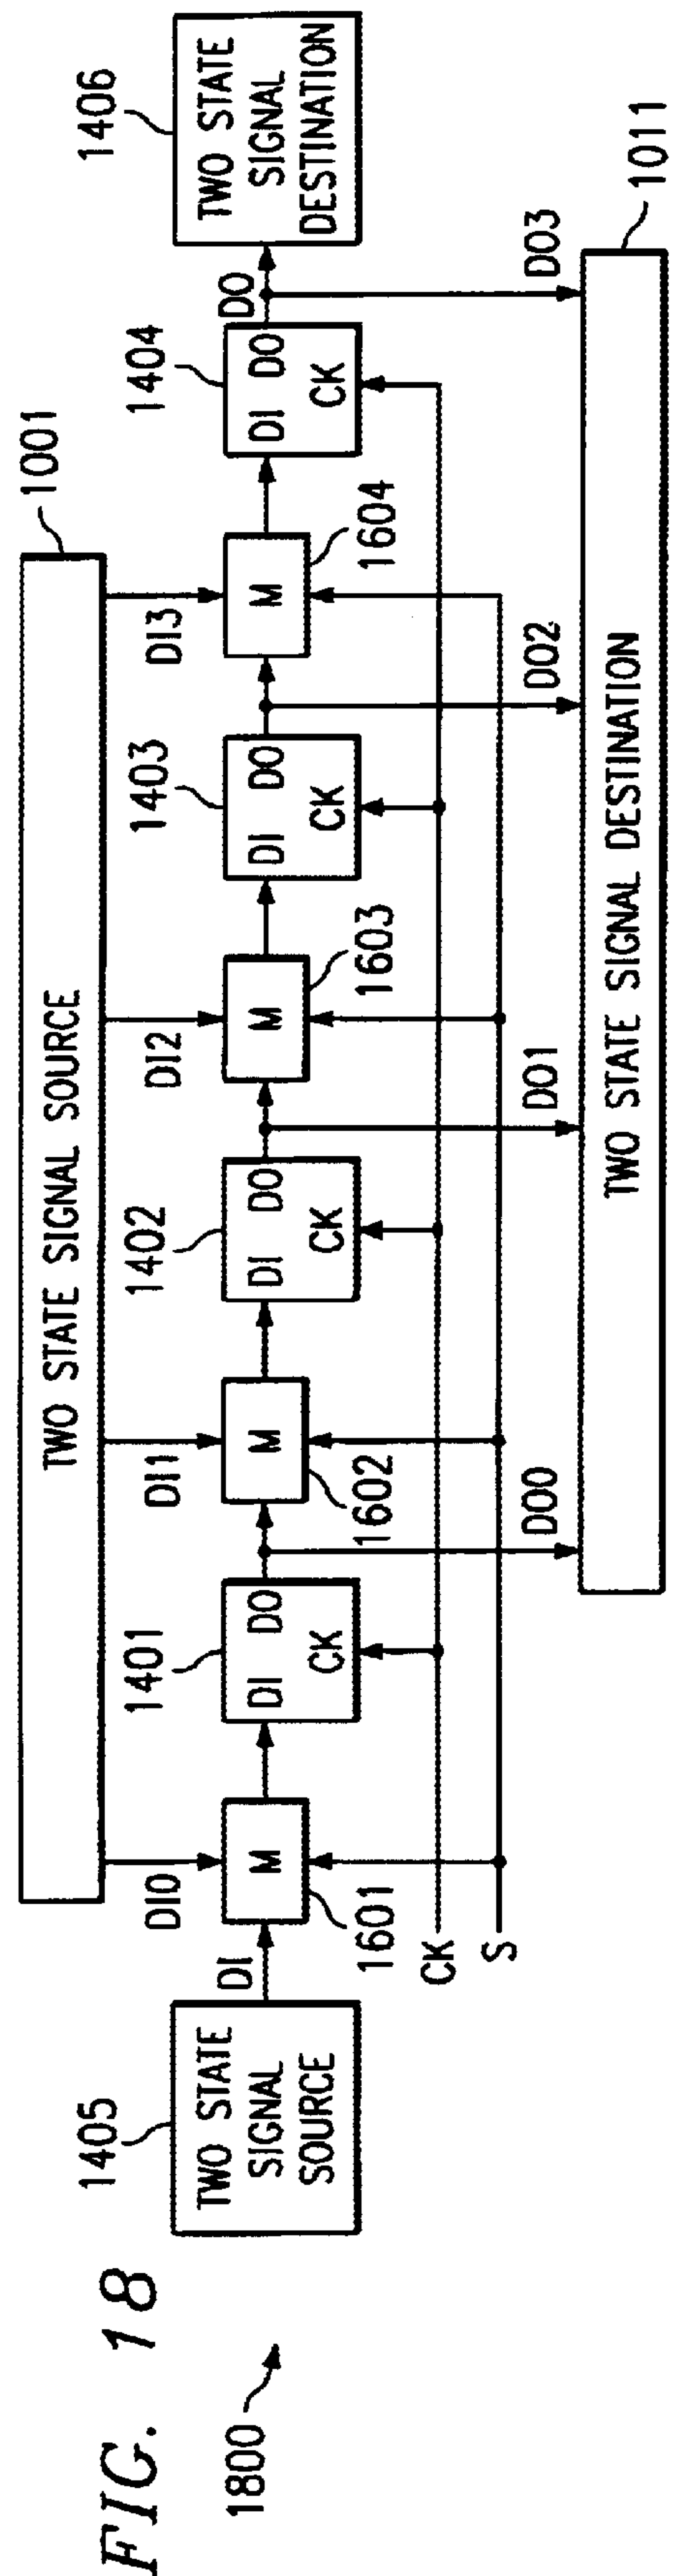 FIG. 18
1800
1001
TWO STATE SIGNAL SOURCE
1405
TWO STATE
SIGNAL
SOURCE
DI
DI0
M
1601
1401
DI DO
CK
DI1
M
1602
1402
DI DO
CK
DI2
M
1603
1403
DI DO
CK
DI3
M
1604
1404
DI DO
CK
DO
1406
TWO STATE
SIGNAL
DESTINATION
CK
S
DO0
DO1
DO2
DO3
TWO STATE SIGNAL DESTINATION
1011